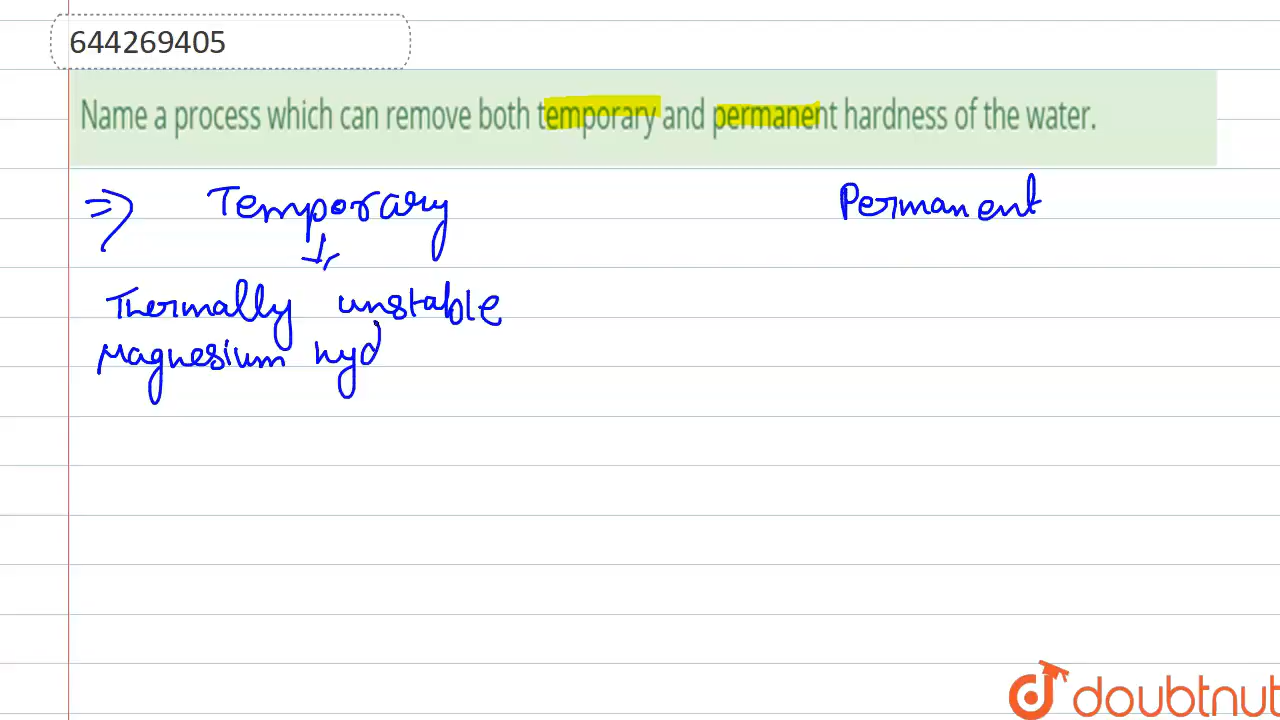 644269405
Name a process which can remove both temporary and permanent hardness of the water.
⇒ Temporary Permanent
Thermally unstable
Magnesium hyd
doubtnut